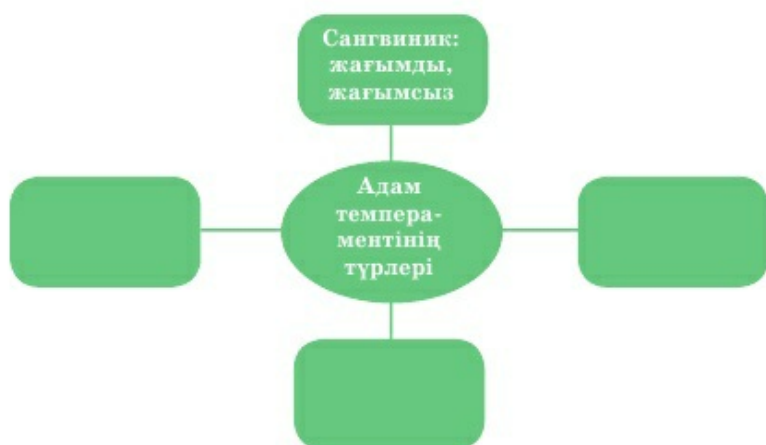 Сангвиник:
жағымды,
жағымсыз
Адам
темпера-
ментінің
түрлері